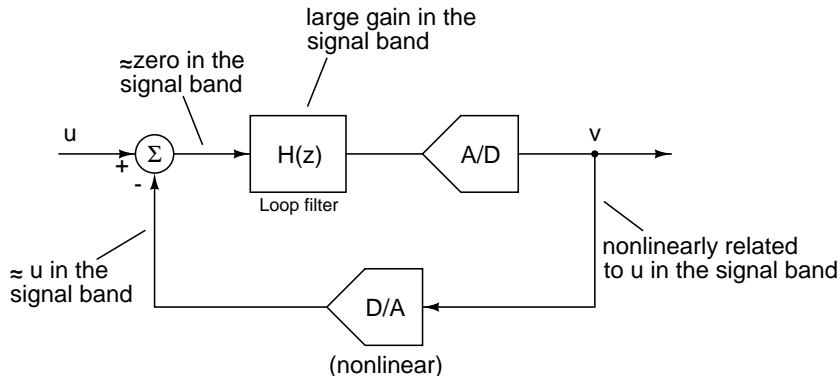 large gain in the
signal band
≈zero in the
signal band
u
v
+
Σ
-
H(z)
A/D
Loop filter
≈ u in the
signal band
nonlinearly related
to u in the signal band
D/A
(nonlinear)